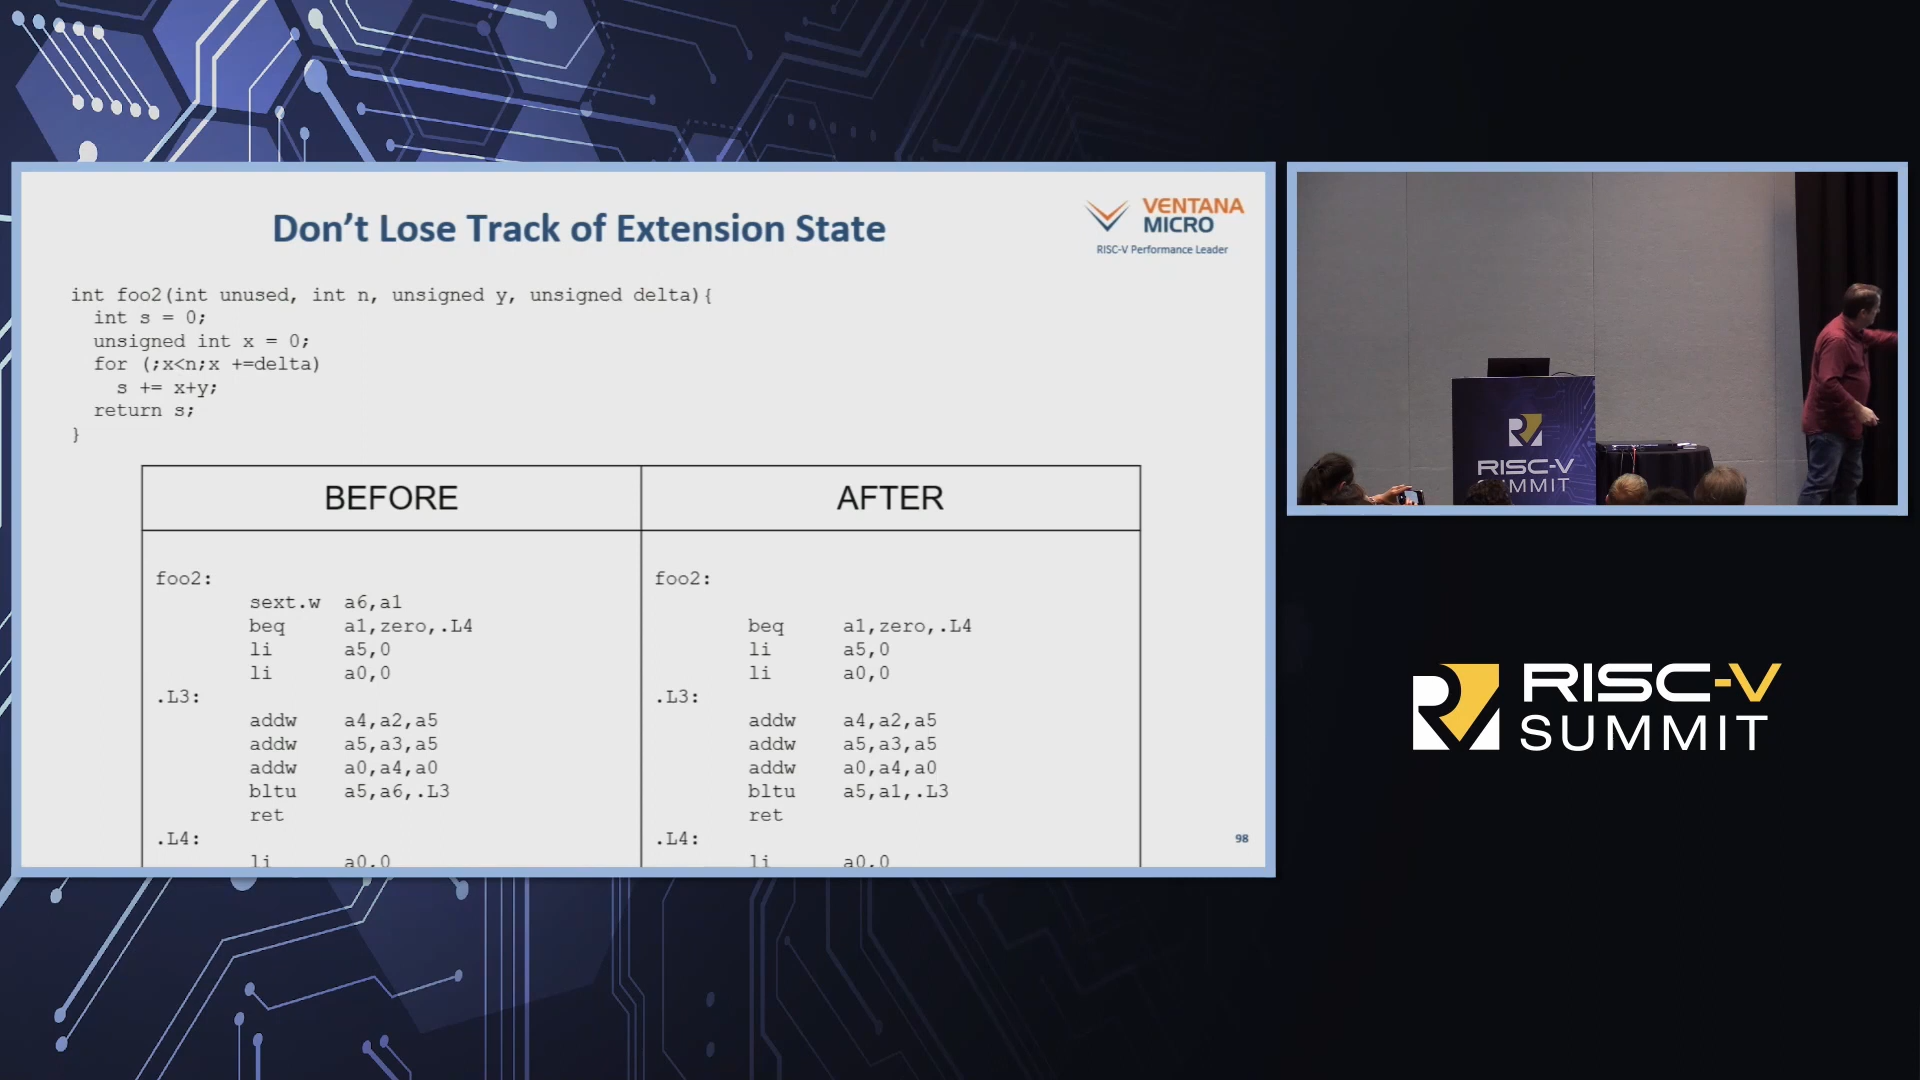 Don't Lose Track of Extension State
VENTANA
MICRO
RISC-V Performance Leader
int foo2(int unused, int n, unsigned y, unsigned delta){
  int s = 0;
  unsigned int x = 0;
  for (;x<n;x +=delta)
    s += x+y;
  return s;
}
BEFORE
foo2:
sext.w a6,a1
beq a1,zero,.L4
li a5,0
li a0,0
.L3:
addw a4,a2,a5
addw a5,a3,a5
addw a0,a4,a0
bltu a5,a6,.L3
ret
.L4:
li a0,0
AFTER
foo2:
beq a1,zero,.L4
li a5,0
li a0,0
.L3:
addw a4,a2,a5
addw a5,a3,a5
addw a0,a4,a0
bltu a5,a1,.L3
ret
.L4:
li a0,0
98
RISC-V
SUMMIT
RISC-V
SUMMIT